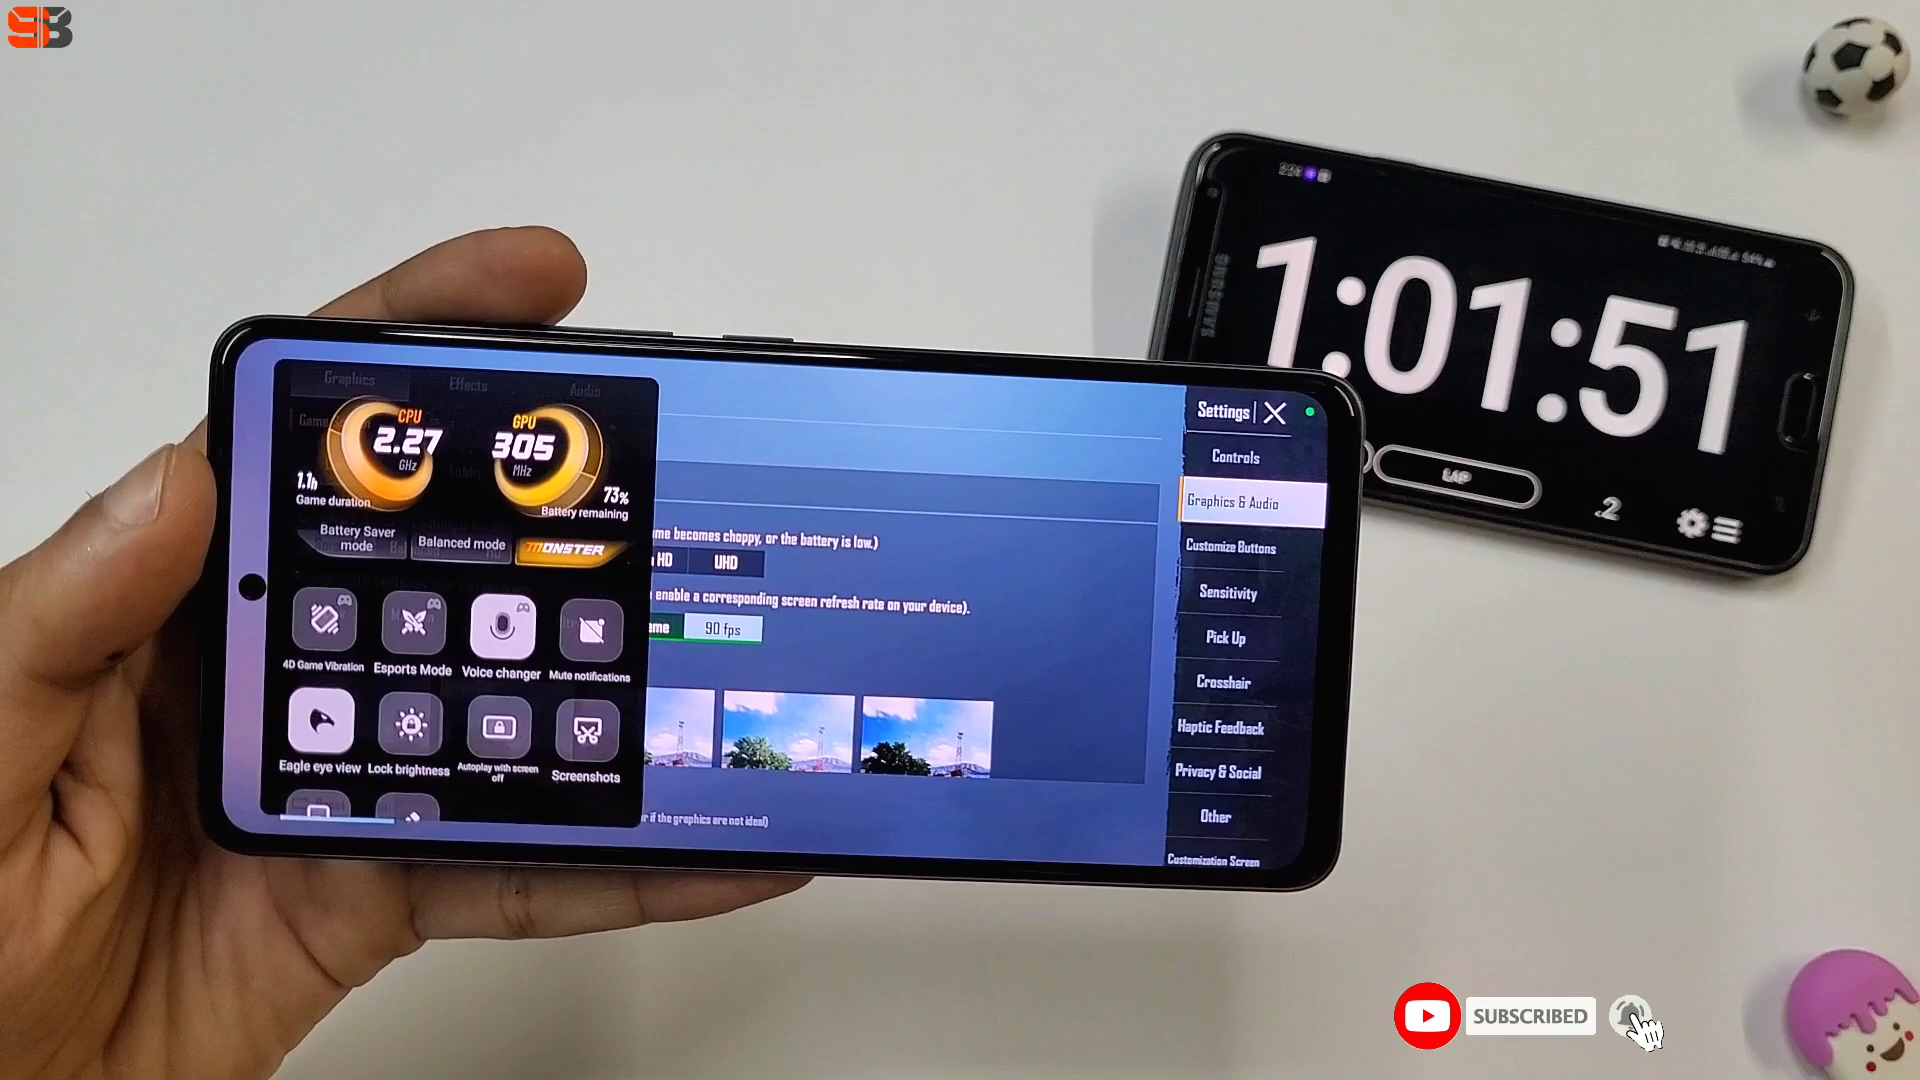 SB
SAMSUNG
1:01:51
LAP
.2
Graphics
Effects
Audio
CPU
2.27
GHz
GPU
305
MHz
1.1h
Game duration
73%
Battery remaining
Battery Saver
mode
Balanced mode
MONSTER
4D Game Vibration
Esports Mode
Voice changer
Mute notifications
Eagle eye view
Lock brightness
Autoplay with screen
off
Screenshots
me becomes choppy, or the battery is low.)
HD
UHD
enable a corresponding screen refresh rate on your device).
eme
90 fps
r if the graphics are not ideal)
Settings
Controls
Graphics & Audio
Customize Buttons
Sensitivity
Pick Up
Crosshair
Haptic Feedback
Privacy & Social
Other
Customization Screen
SUBSCRIBED